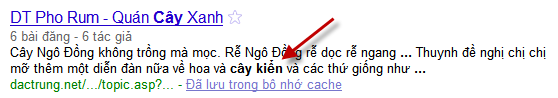 DT Pho Rum - Quán Cây Xanh
6 bài đăng - 6 tác giả
Cây Ngô Đồng không trồng mà mọc. Rễ Ngô Đồng rễ dọc rễ ngang ... Thuynh đề nghị chị chị
mỡ thêm một diễn đàn nữa về hoa và cây kiển và các thứ giống như ...
dactrung.net/.../topic.asp?... - Đã lưu trong bộ nhớ cache